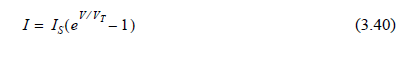 I = I_S(e^{V/V_T} – 1) (3.40)